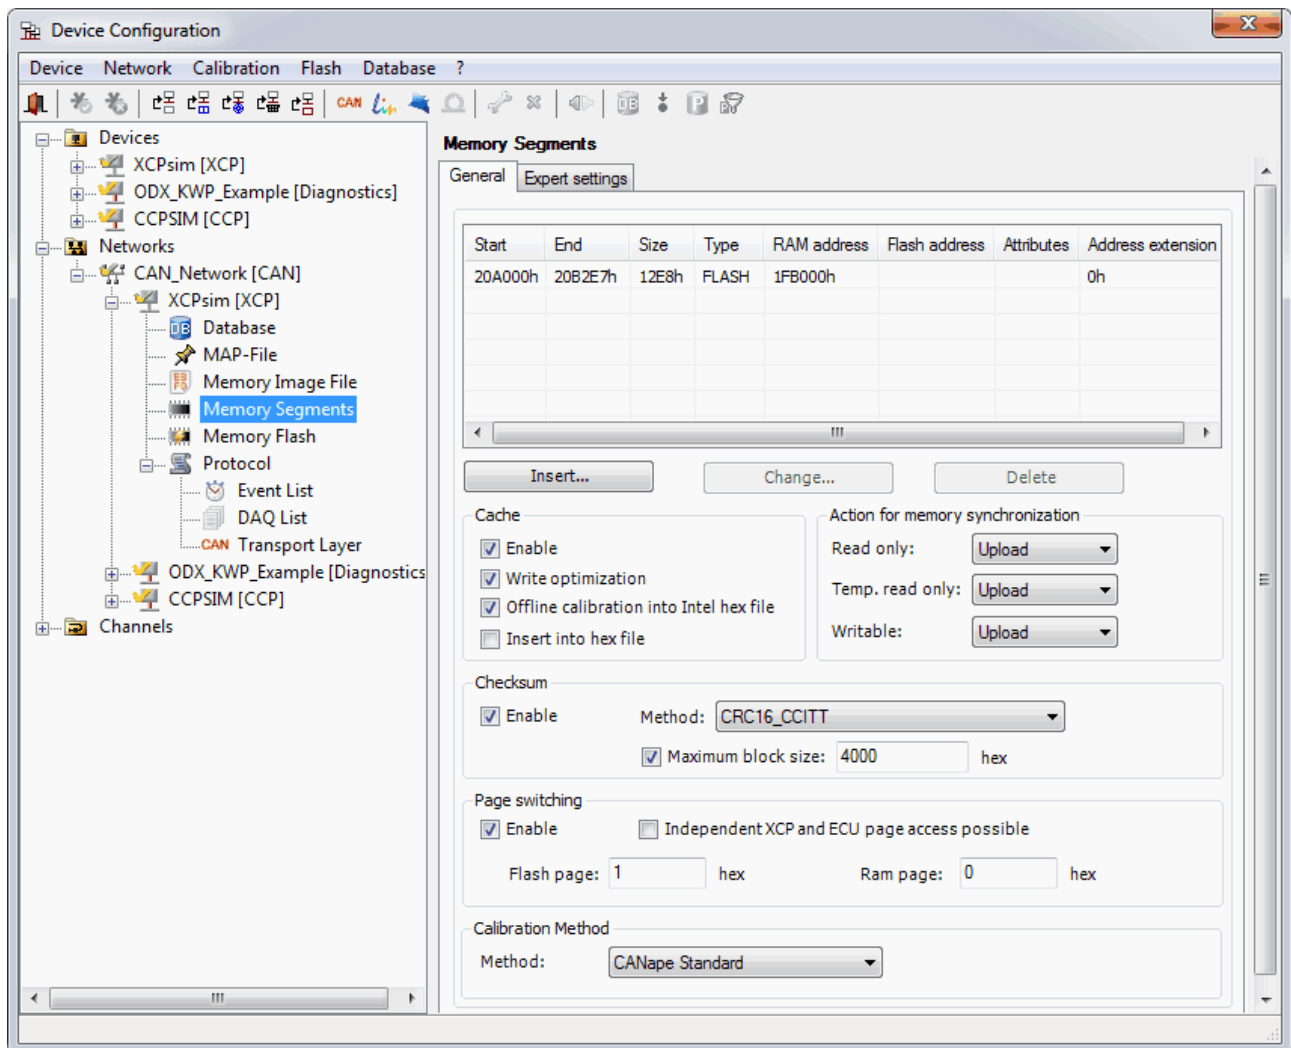 Device Configuration
Device Network Calibration Flash Database ?
CAN Lin
Devices
XCPsim [XCP]
ODX_KWP_Example [Diagnostics]
CCPSIM [CCP]
Networks
CAN_Network [CAN]
XCPsim [XCP]
DB Database
MAP-File
Memory Image File
Memory Segments
Memory Flash
Protocol
Event List
DAQ List
CAN Transport Layer
ODX_KWP_Example [Diagnostics
CCPSIM [CCP]
Channels
Memory Segments
General Expert settings
Start End Size Type RAM address Flash address Attributes Address extension
20A000h 20B2E7h 12E8h FLASH 1FB000h 0h
Insert... Change... Delete
Cache
Enable
Write optimization
Offline calibration into Intel hex file
Insert into hex file
Action for memory synchronization
Read only: Upload
Temp. read only: Upload
Writable: Upload
Checksum
Enable Method: CRC16_CCITT
Maximum block size: 4000 hex
Page switching
Enable Independent XCP and ECU page access possible
Flash page: 1 hex Ram page: 0 hex
Calibration Method
Method: CANape Standard